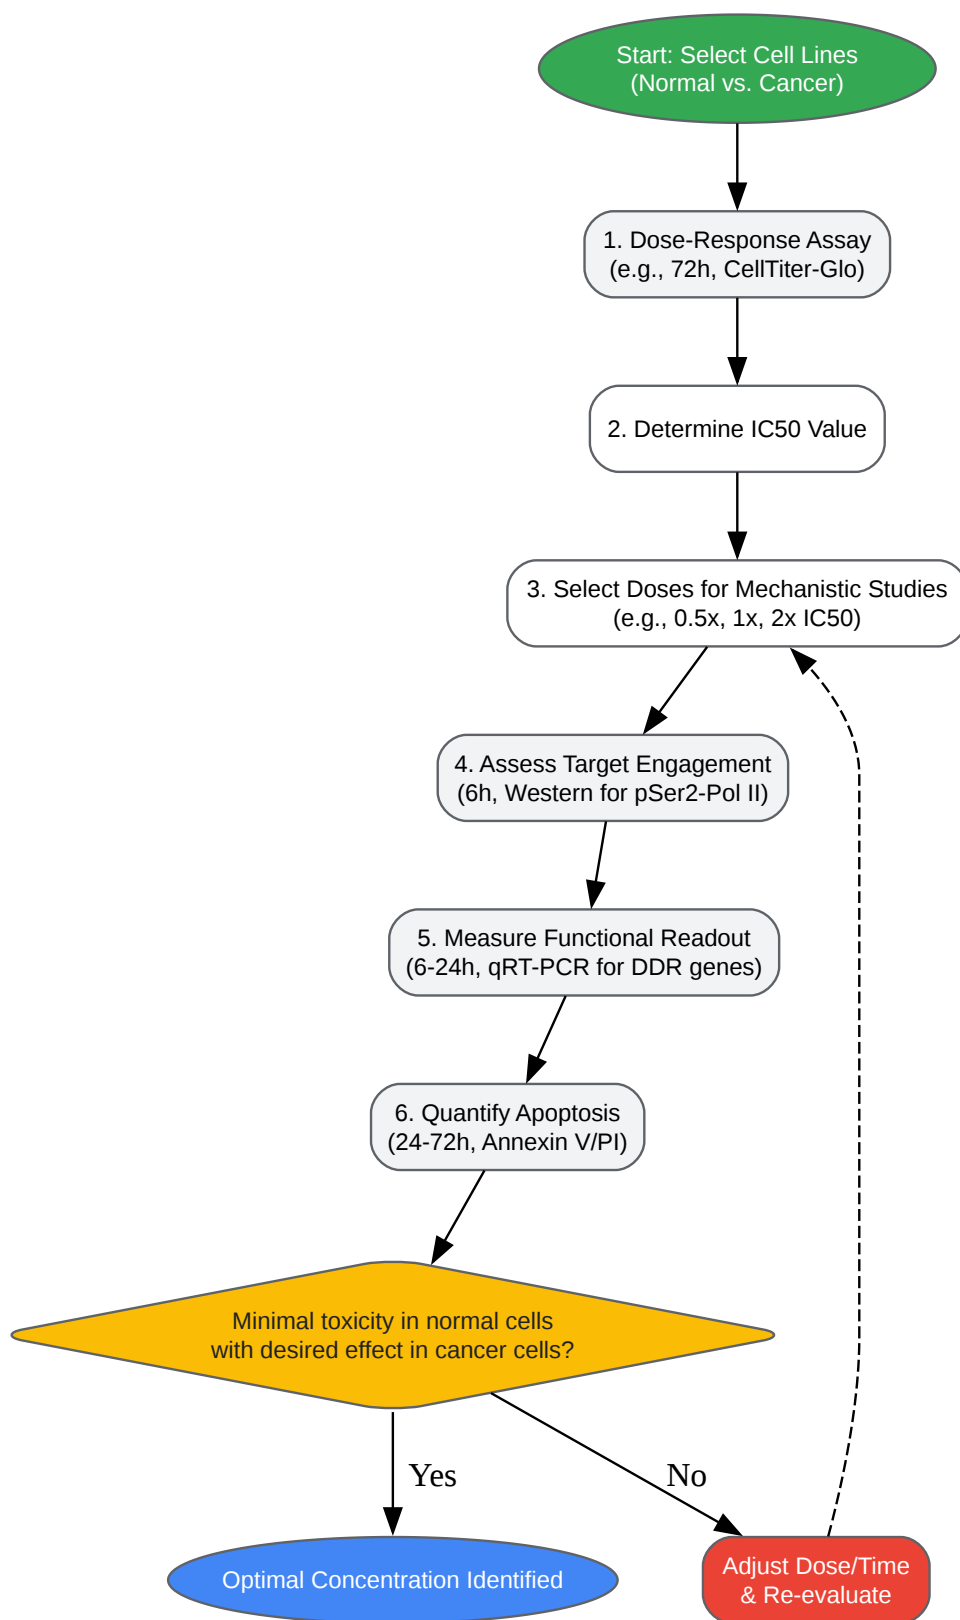 Start: Select Cell Lines
(Normal vs. Cancer)
1. Dose-Response Assay
(e.g., 72h, CellTiter-Glo)
2. Determine IC50 Value
3. Select Doses for Mechanistic Studies
(e.g., 0.5x, 1x, 2x IC50)
4. Assess Target Engagement
(6h, Western for pSer2-Pol II)
5. Measure Functional Readout
(6-24h, qRT-PCR for DDR genes)
6. Quantify Apoptosis
(24-72h, Annexin V/PI)
Minimal toxicity in normal cells
with desired effect in cancer cells?
Yes
No
Optimal Concentration Identified
Adjust Dose/Time
& Re-evaluate